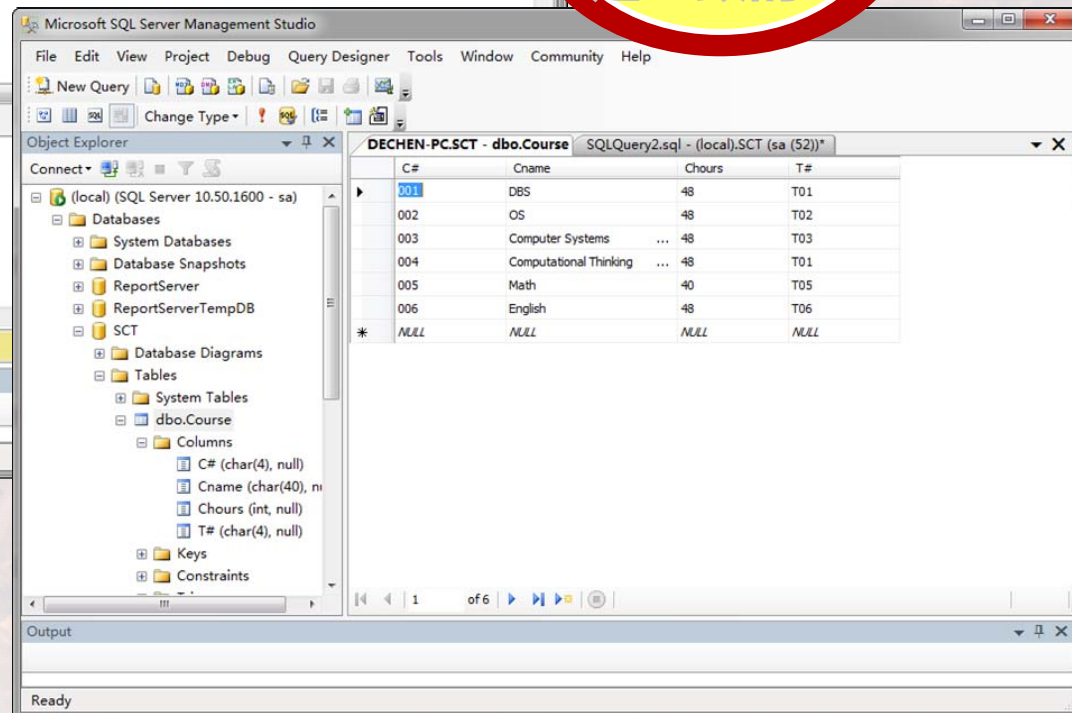 Microsoft SQL Server Management Studio
File Edit View Project Debug Query Designer Tools Window Community Help
New Query
Change Type
Object Explorer
Connect
(local) (SQL Server 10.50.1600 - sa)
Databases
System Databases
Database Snapshots
ReportServer
ReportServerTempDB
SCT
Database Diagrams
Tables
System Tables
dbo.Course
Columns
C# (char(4), null)
Cname (char(40), nu
Chours (int, null)
T# (char(4), null)
Keys
Constraints
DECHEN-PC.SCT - dbo.Course SQLQuery2.sql - (local).SCT (sa (52))*
C# Cname Chours T#
001 DBS 48 T01
002 OS 48 T02
003 Computer Systems ... 48 T03
004 Computational Thinking ... 48 T01
005 Math 40 T05
006 English 48 T06
NULL NULL NULL NULL
1 of 6
Output
Ready